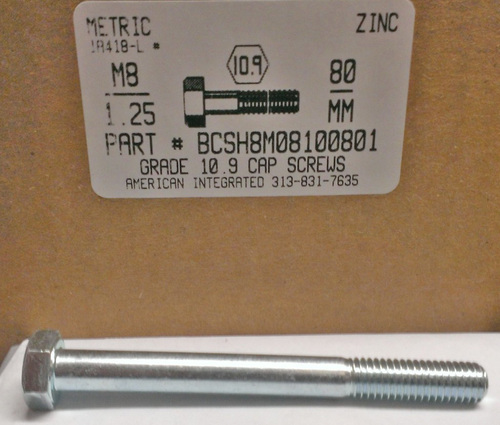 METRIC
ZINC
1A418-L *
10.9
M8
1.25
80
MM
PART # BCSH8M08100801
GRADE 10.9 CAP SCREWS
AMERICAN INTEGRATED 313-831-7635